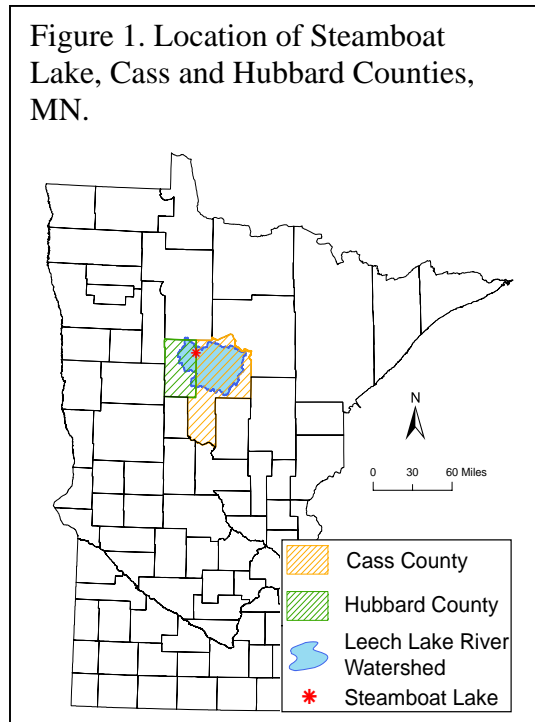 Figure 1. Location of Steamboat
Lake, Cass and Hubbard Counties,
MN.
N
0 30 60 Miles
Cass County
Hubbard County
Leech Lake River
Watershed
Steamboat Lake